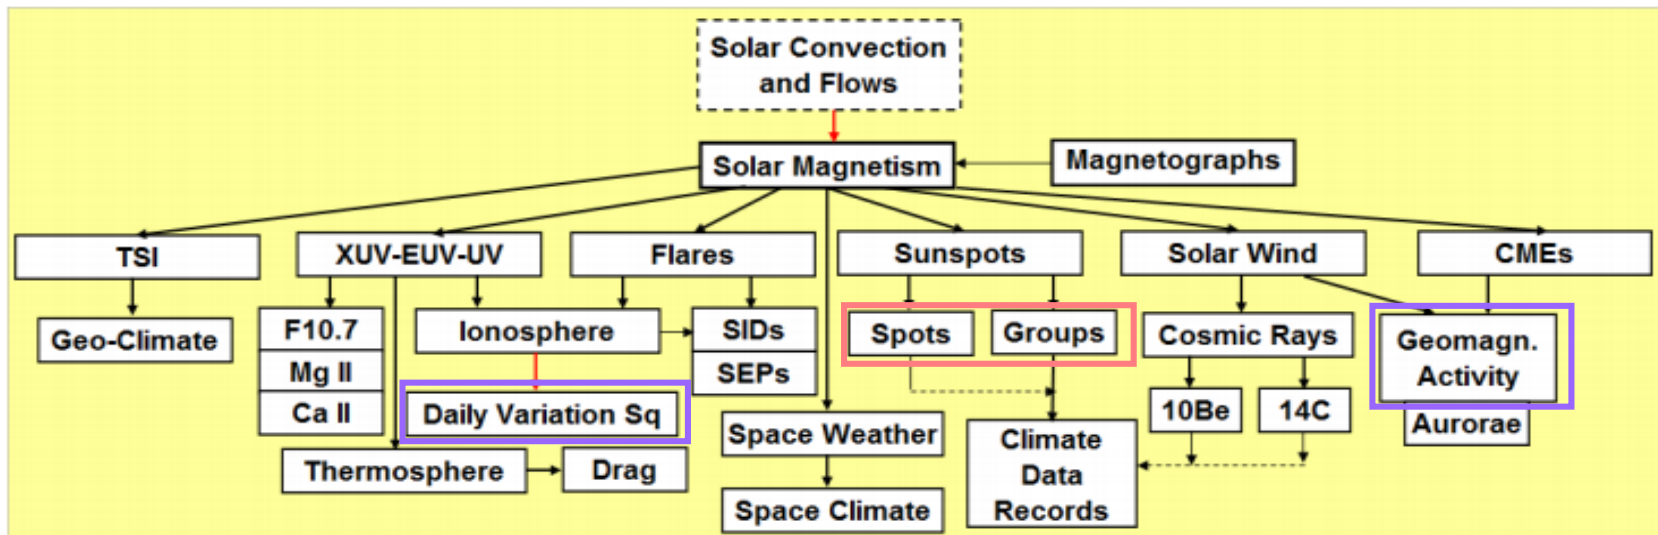 Solar Convection
and Flows
Solar Magnetism
Magnetographs
TSI
XUV-EUV-UV
Flares
Sunspots
Solar Wind
CMEs
Geo-Climate
F10.7
Mg II
Ca II
Ionosphere
SIDs
SEPs
Daily Variation Sq
Thermosphere
Drag
Space Weather
Space Climate
Spots
Groups
Climate
Data
Records
Cosmic Rays
10Be
14C
Geomagn.
Activity
Aurorae